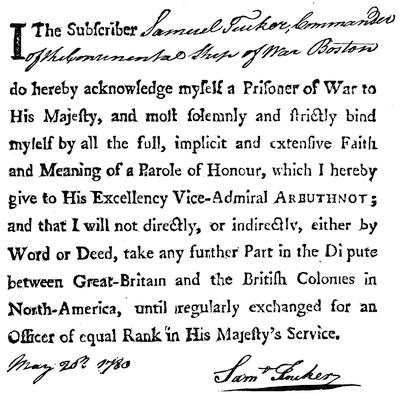 I The Subſcriber Samuel Tucker, Commander
of the Continental Ship of War Boston
do hereby acknowledge myſelf a Priſoner of War to
His Majeſty, and moſt ſolemnly and ſtrictly bind
myſelf by all the full, implicit and extenſive Faith
and Meaning of a Parole of Honour, which I hereby
give to His Excellency Vice-Admiral ARBUTHNOT;
and that I will not directly, or indirectly, either by
Word or Deed, take any further Part in the Di pute
between Great-Britain and the Britiſh Colonies in
North-America, until regularly exchanged for an
Officer of equal Rank in His Majeſty's Service.
May 20th. 1780
Saml Tucker